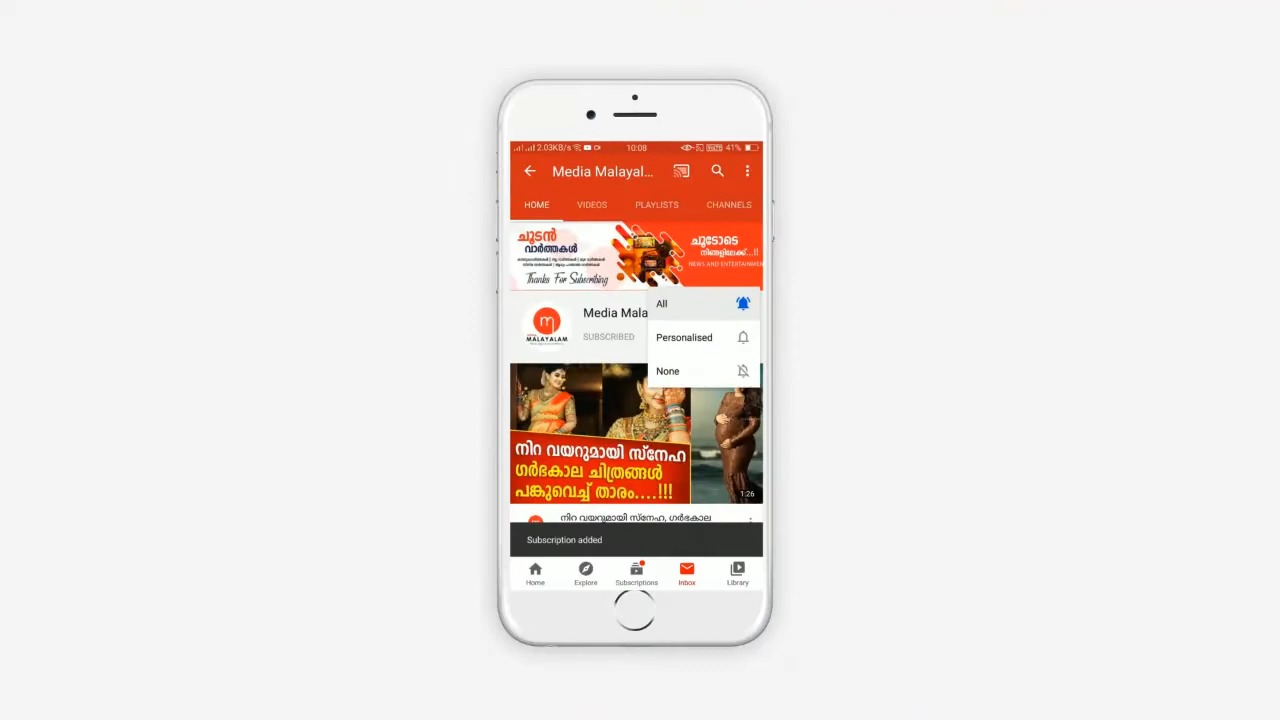 2.03KB/s 10:08 41%
Media Malayal...
HOME VIDEOS PLAYLISTS CHANNELS
ചൂടൻ
വാർത്തകൾ
Thanks For Subscribing
ചൂടോടെ
നിങ്ങളിലേക്ക്...!!
NEWS AND ENTERTAINMEN
All
Media Mala
MALAYALAM
SUBSCRIBED
Personalised
None
നിറ വയറുമായി സ്നേഹ
ഗർഭകാല ചിത്രങ്ങൾ
പങ്കുവെച്ച് താരം....!!!
1:26
നിറ വയറുമായി സ്നേഹ, ഗർഭകാല
Subscription added
Home Explore Subscriptions Inbox Library